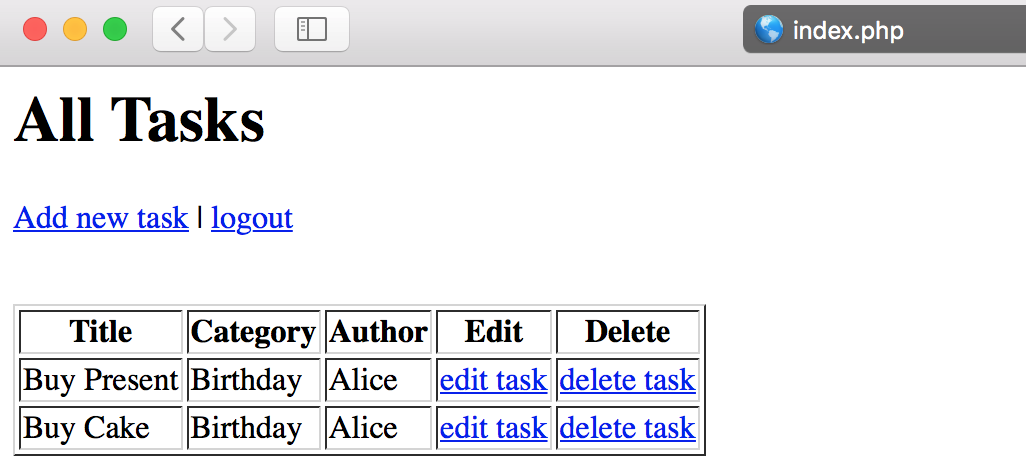 index.php
All Tasks
Add new task | logout
Title Category Author Edit Delete
Buy Present Birthday Alice edit task delete task
Buy Cake Birthday Alice edit task delete task